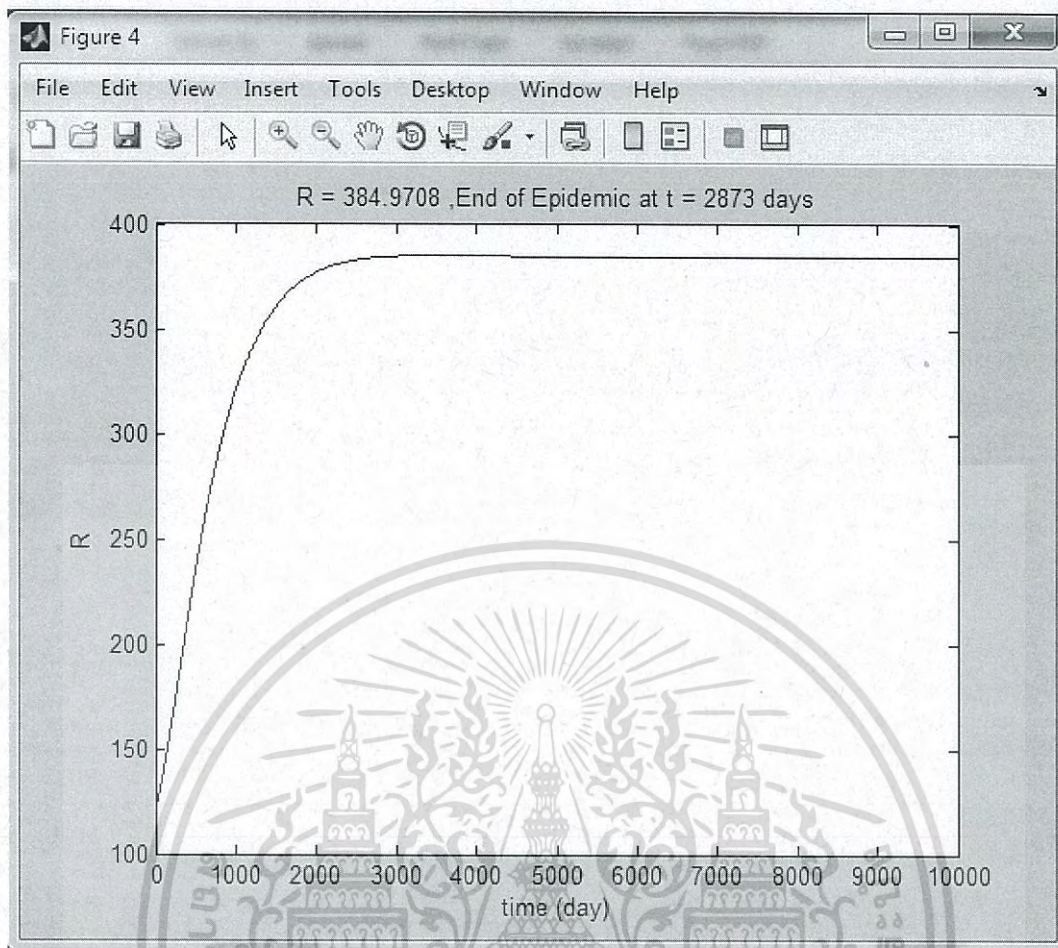 Figure 4
File Edit View Insert Tools Desktop Window Help
R = 384.9708 ,End of Epidemic at t = 2873 days
400
350
300
250
200
150
100
R
0 1000 2000 3000 4000 5000 6000 7000 8000 9000 10000
time (day)